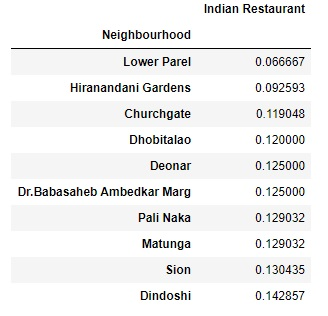 Indian Restaurant
Neighbourhood
Lower Parel 0.066667
Hiranandani Gardens 0.092593
Churchgate 0.119048
Dhobitalao 0.120000
Deonar 0.125000
Dr.Babasaheb Ambedkar Marg 0.125000
Pali Naka 0.129032
Matunga 0.129032
Sion 0.130435
Dindoshi 0.142857